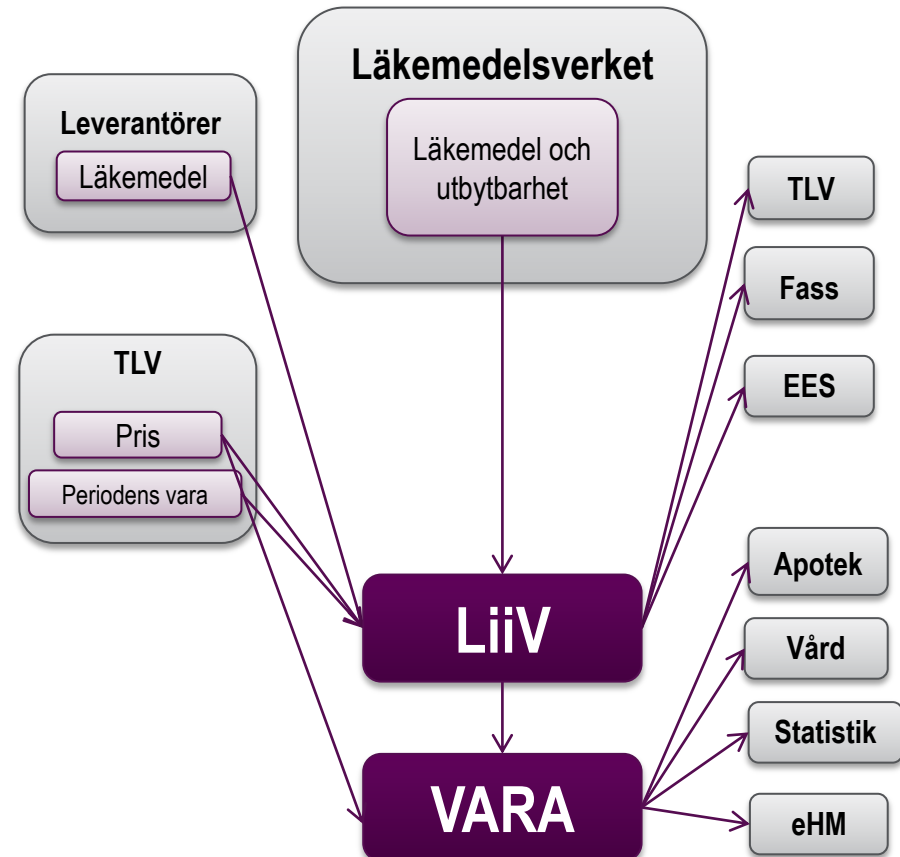 Läkemedelsverket
Läkemedel och
utbytbarhet
Leverantörer
Läkemedel
TLV
Pris
Periodens vara
LiiV
VARA
TLV
Fass
EES
Apotek
Vård
Statistik
eHM